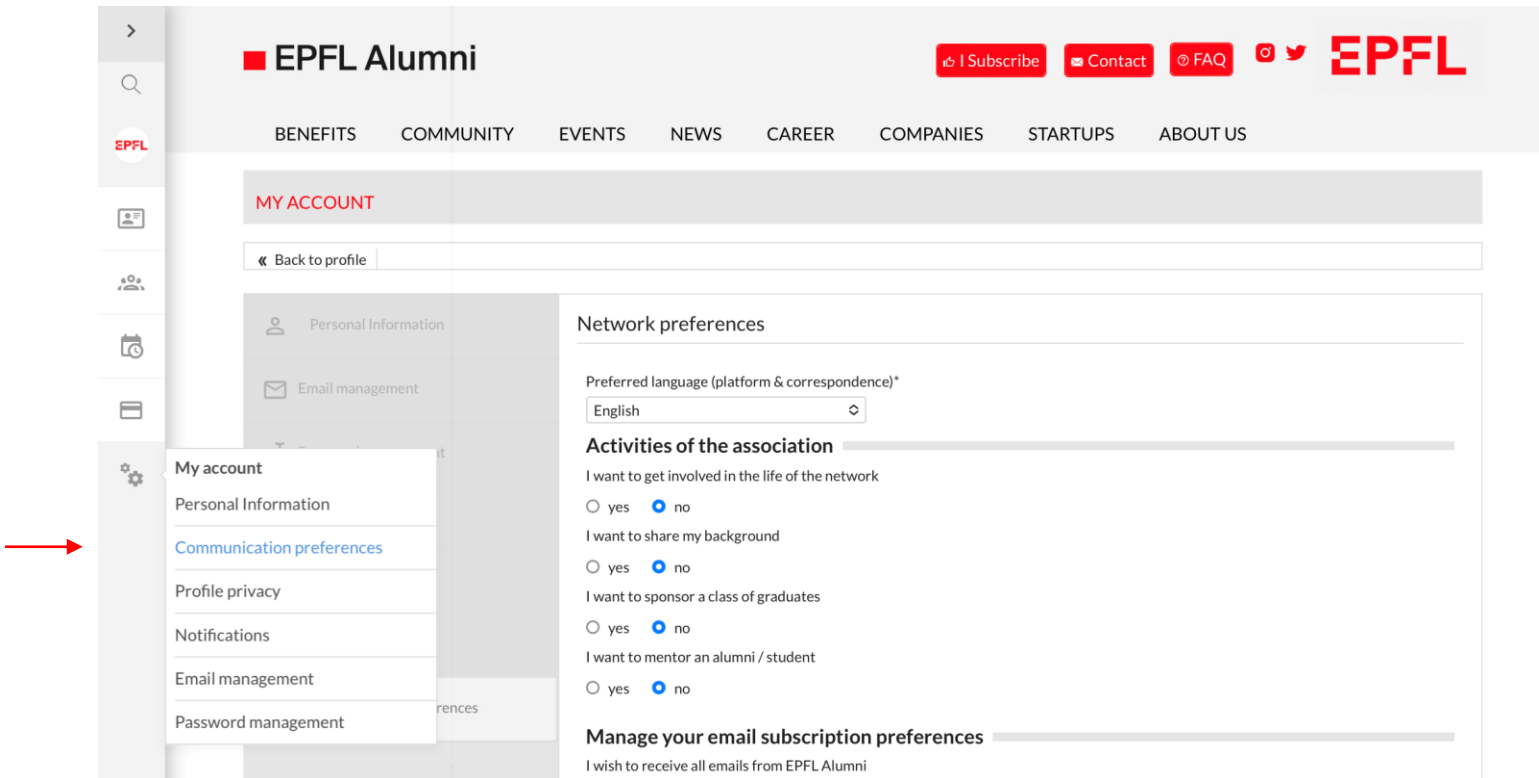 EPFL Alumni
I Subscribe
Contact
FAQ
EPFL
EPFL
BENEFITS COMMUNITY EVENTS NEWS CAREER COMPANIES STARTUPS ABOUT US
MY ACCOUNT
« Back to profile
Personal Information
Email management
nt
rences
My account
Personal Information
Communication preferences
Profile privacy
Notifications
Email management
Password management
Network preferences
Preferred language (platform & correspondence)*
English
Activities of the association
I want to get involved in the life of the network
yes no
I want to share my background
yes no
I want to sponsor a class of graduates
yes no
I want to mentor an alumni / student
yes no
Manage your email subscription preferences
I wish to receive all emails from EPFL Alumni